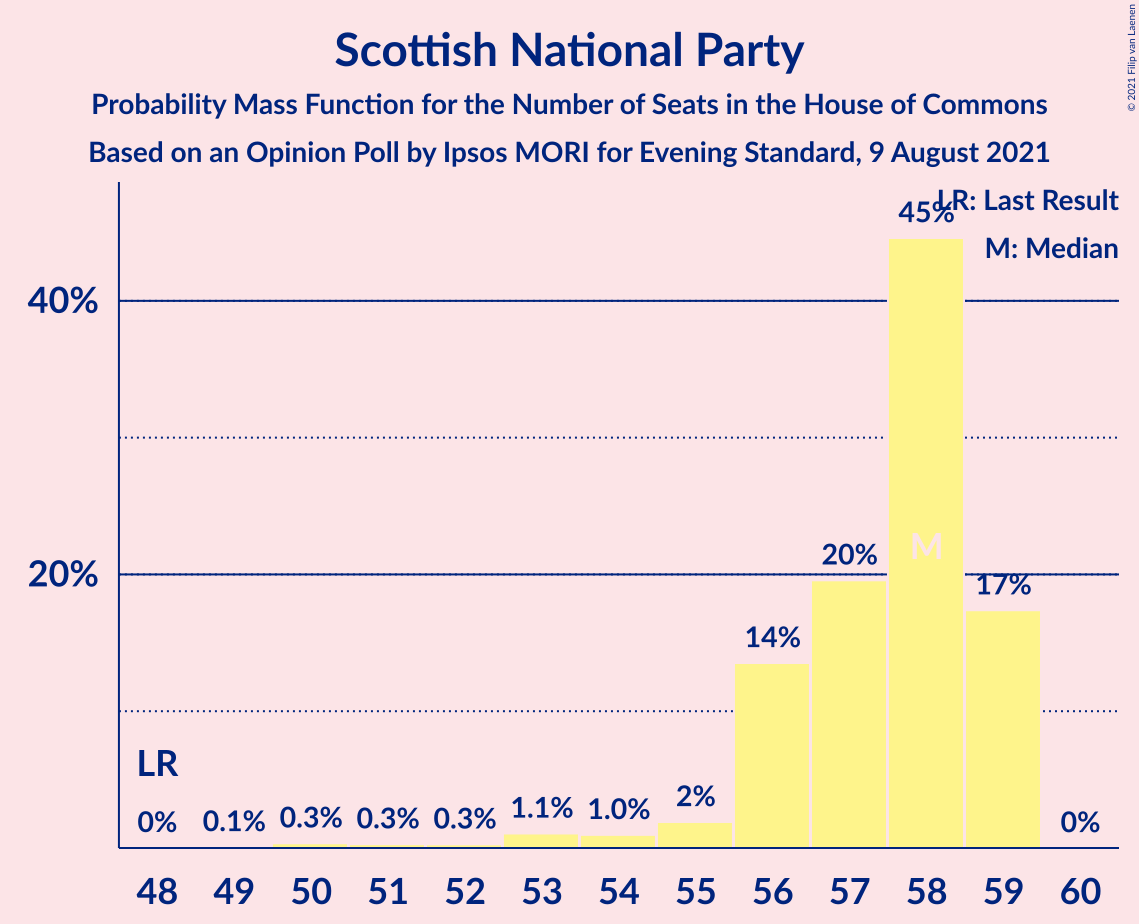 Scottish National Party
Probability Mass Function for the Number of Seats in the House of Commons
Based on an Opinion Poll by Ipsos MORI for Evening Standard, 9 August 2021
© 2021 Filip van Laenen
LR: Last Result
M: Median
40%
20%
LR
0%
0.1%
0.3%
0.3%
0.3%
1.1%
1.0%
2%
14%
20%
45%
M
17%
0%
48 49 50 51 52 53 54 55 56 57 58 59 60